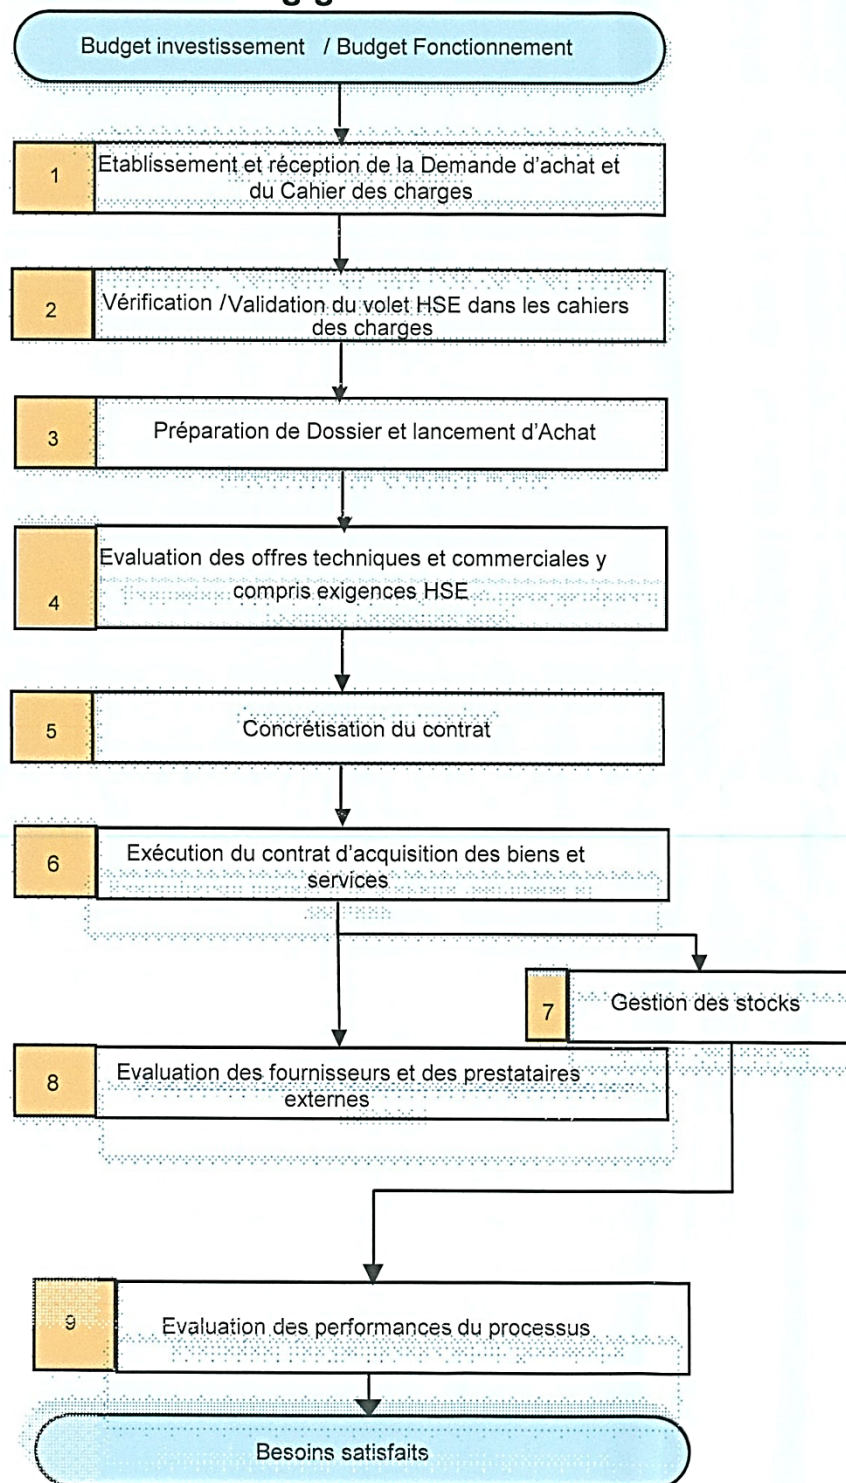 Budget investissement / Budget Fonctionnement
1
Etablissement et réception de la Demande d'achat et
du Cahier des charges
2
Vérification /Validation du volet HSE dans les cahiers
des charges
3
Préparation de Dossier et lancement d'Achat
4
Evaluation des offres techniques et commerciales y
compris exigences HSE
5
Concrétisation du contrat
6
Exécution du contrat d'acquisition des biens et
services
7
Gestion des stocks
8
Evaluation des fournisseurs et des prestataires
externes
9
Evaluation des performances du processus
Besoins satisfaits